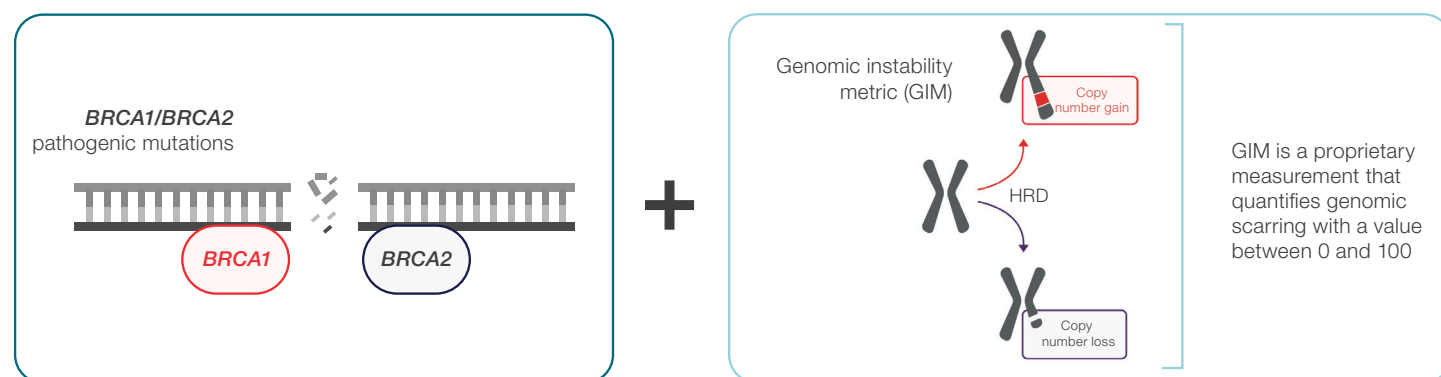 BRCA1/BRCA2
pathogenic mutations
BRCA1
BRCA2
Genomic instability
metric (GIM)
Copy
number gain
HRD
Copy
number loss
GIM is a proprietary
measurement that
quantifies genomic
scarring with a value
between 0 and 100